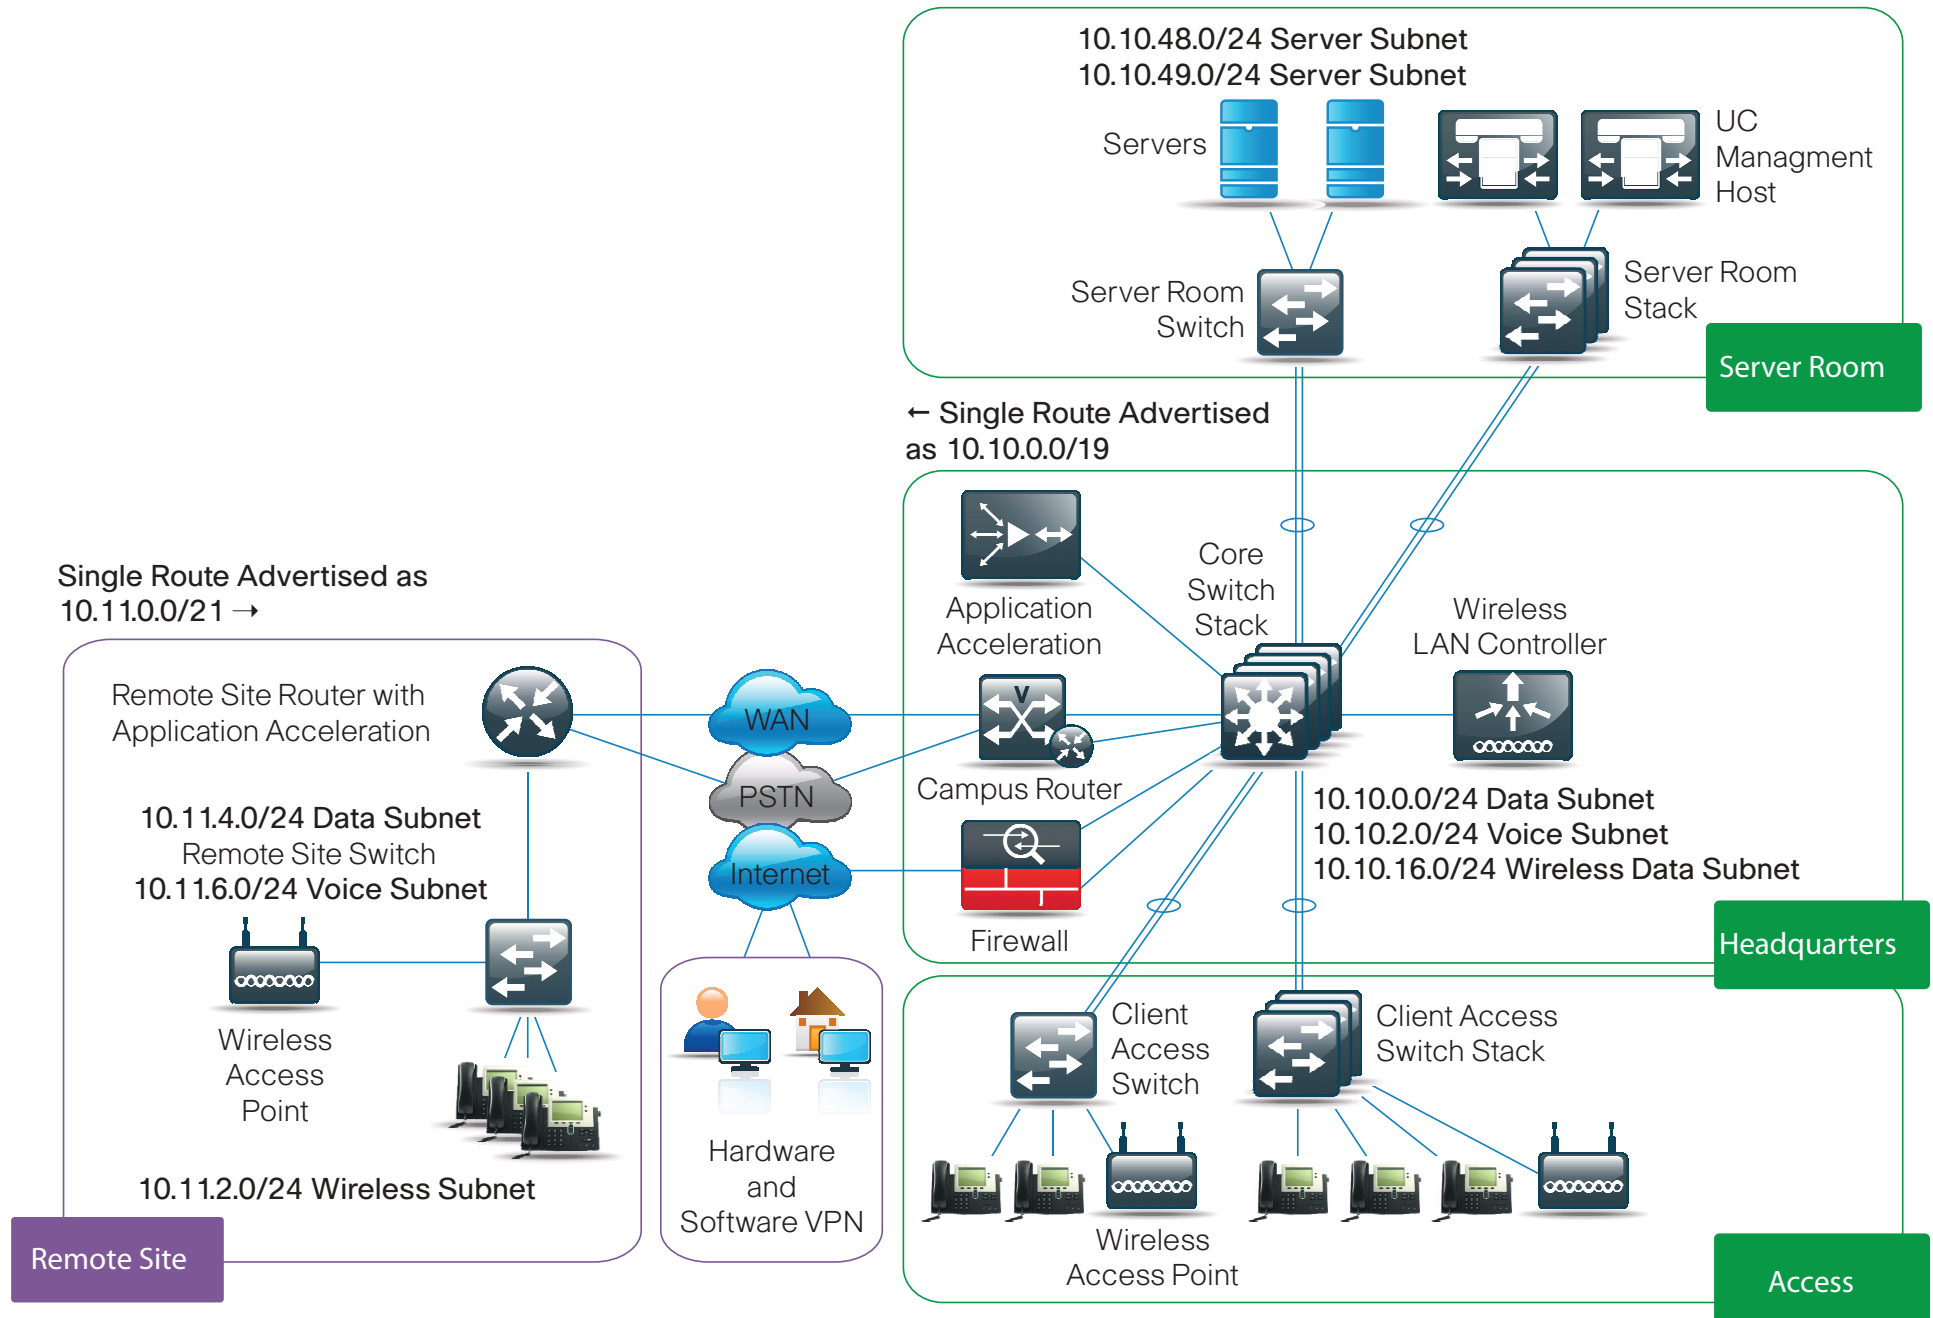 10.10.48.0/24 Server Subnet
10.10.49.0/24 Server Subnet
Servers
UC
Managment
Host
Server Room
Switch
Server Room
Stack
Server Room
← Single Route Advertised
as 10.10.0.0/19
Application
Acceleration
Core
Switch
Stack
Wireless
LAN Controller
V
Campus Router
Firewall
10.10.0.0/24 Data Subnet
10.10.2.0/24 Voice Subnet
10.10.16.0/24 Wireless Data Subnet
Headquarters
Single Route Advertised as
10.11.0.0/21 →
Remote Site Router with
Application Acceleration
WAN
PSTN
Internet
10.11.4.0/24 Data Subnet
Remote Site Switch
10.11.6.0/24 Voice Subnet
Wireless
Access
Point
10.11.2.0/24 Wireless Subnet
Remote Site
Hardware
and
Software VPN
Client
Access
Switch
Client Access
Switch Stack
Wireless
Access Point
Access